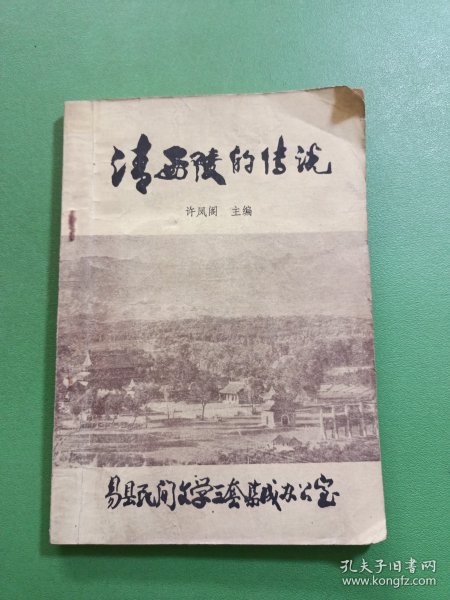 清西陵的传说
许凤阁 主编
易县民间文学三套集成办公室
孔夫子旧书网
www.kongfz.com